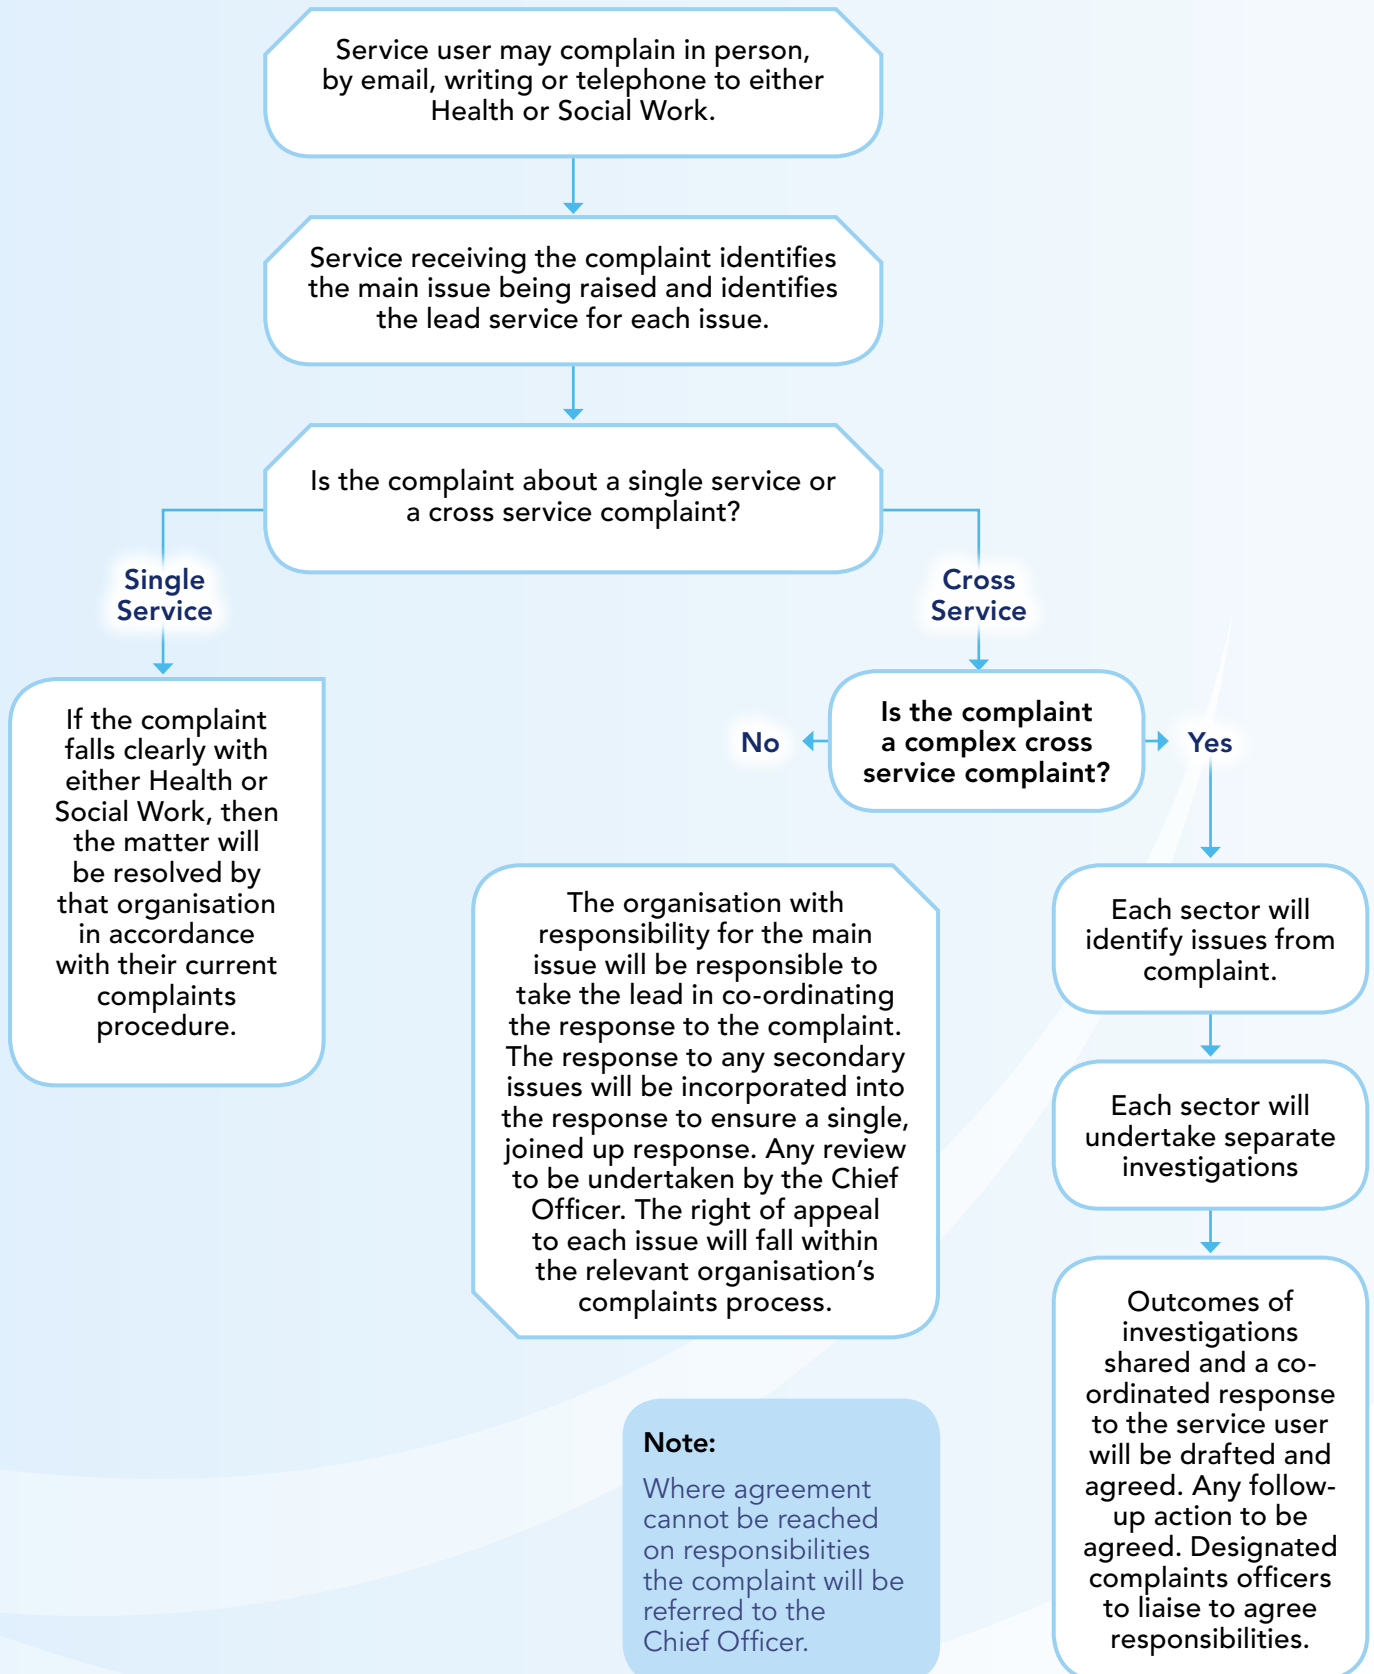 Service user may complain in person,
by email, writing or telephone to either
Health or Social Work.
Service receiving the complaint identifies
the main issue being raised and identifies
the lead service for each issue.
Is the complaint about a single service or
a cross service complaint?
Single
Service
If the complaint
falls clearly with
either Health or
Social Work, then
the matter will
be resolved by
that organisation
in accordance
with their current
complaints
procedure.
Cross
Service
Is the complaint
a complex cross
service complaint?
No
The organisation with
responsibility for the main
issue will be responsible to
take the lead in co-ordinating
the response to the complaint.
The response to any secondary
issues will be incorporated into
the response to ensure a single,
joined up response. Any review
to be undertaken by the Chief
Officer. The right of appeal
to each issue will fall within
the relevant organisation’s
complaints process.
Yes
Each sector will
identify issues from
complaint.
Each sector will
undertake separate
investigations
Outcomes of
investigations
shared and a co-
ordinated response
to the service user
will be drafted and
agreed. Any follow-
up action to be
agreed. Designated
complaints officers
to liaise to agree
responsibilities.
Note:
Where agreement
cannot be reached
on responsibilities
the complaint will be
referred to the
Chief Officer.